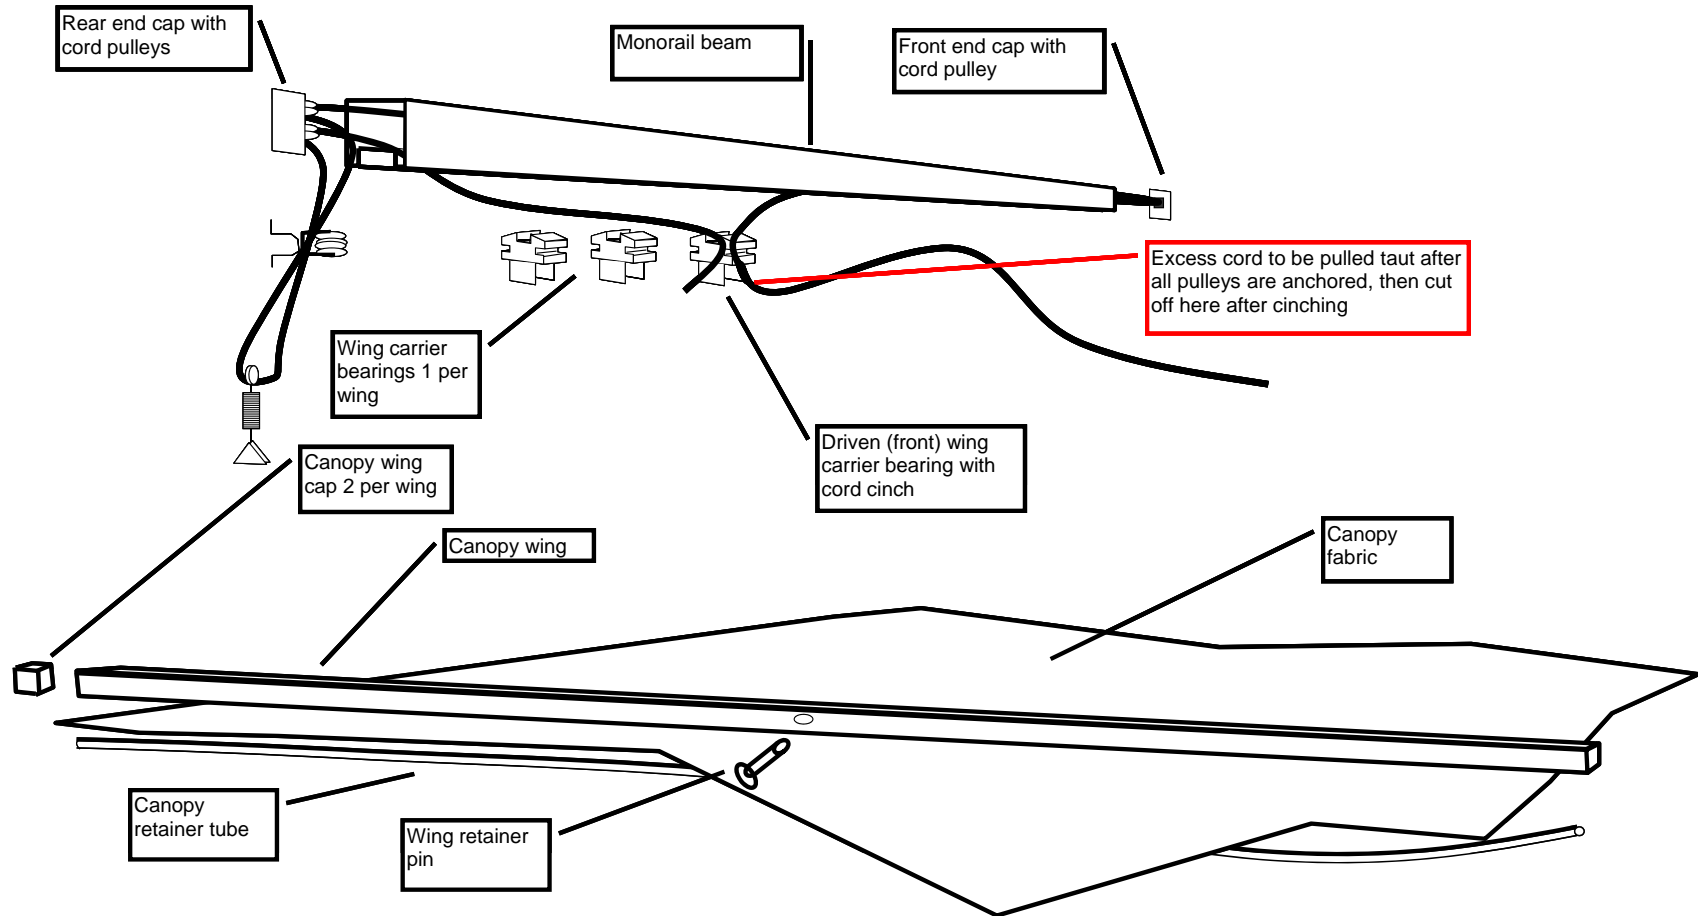 Rear end cap with
cord pulleys
Monorail beam
Front end cap with
cord pulley
Excess cord to be pulled taut after
all pulleys are anchored, then cut
off here after cinching
Wing carrier
bearings 1 per
wing
Driven (front) wing
carrier bearing with
cord cinch
Canopy wing
cap 2 per wing
Canopy wing
Canopy
fabric
Canopy
retainer tube
Wing retainer
pin